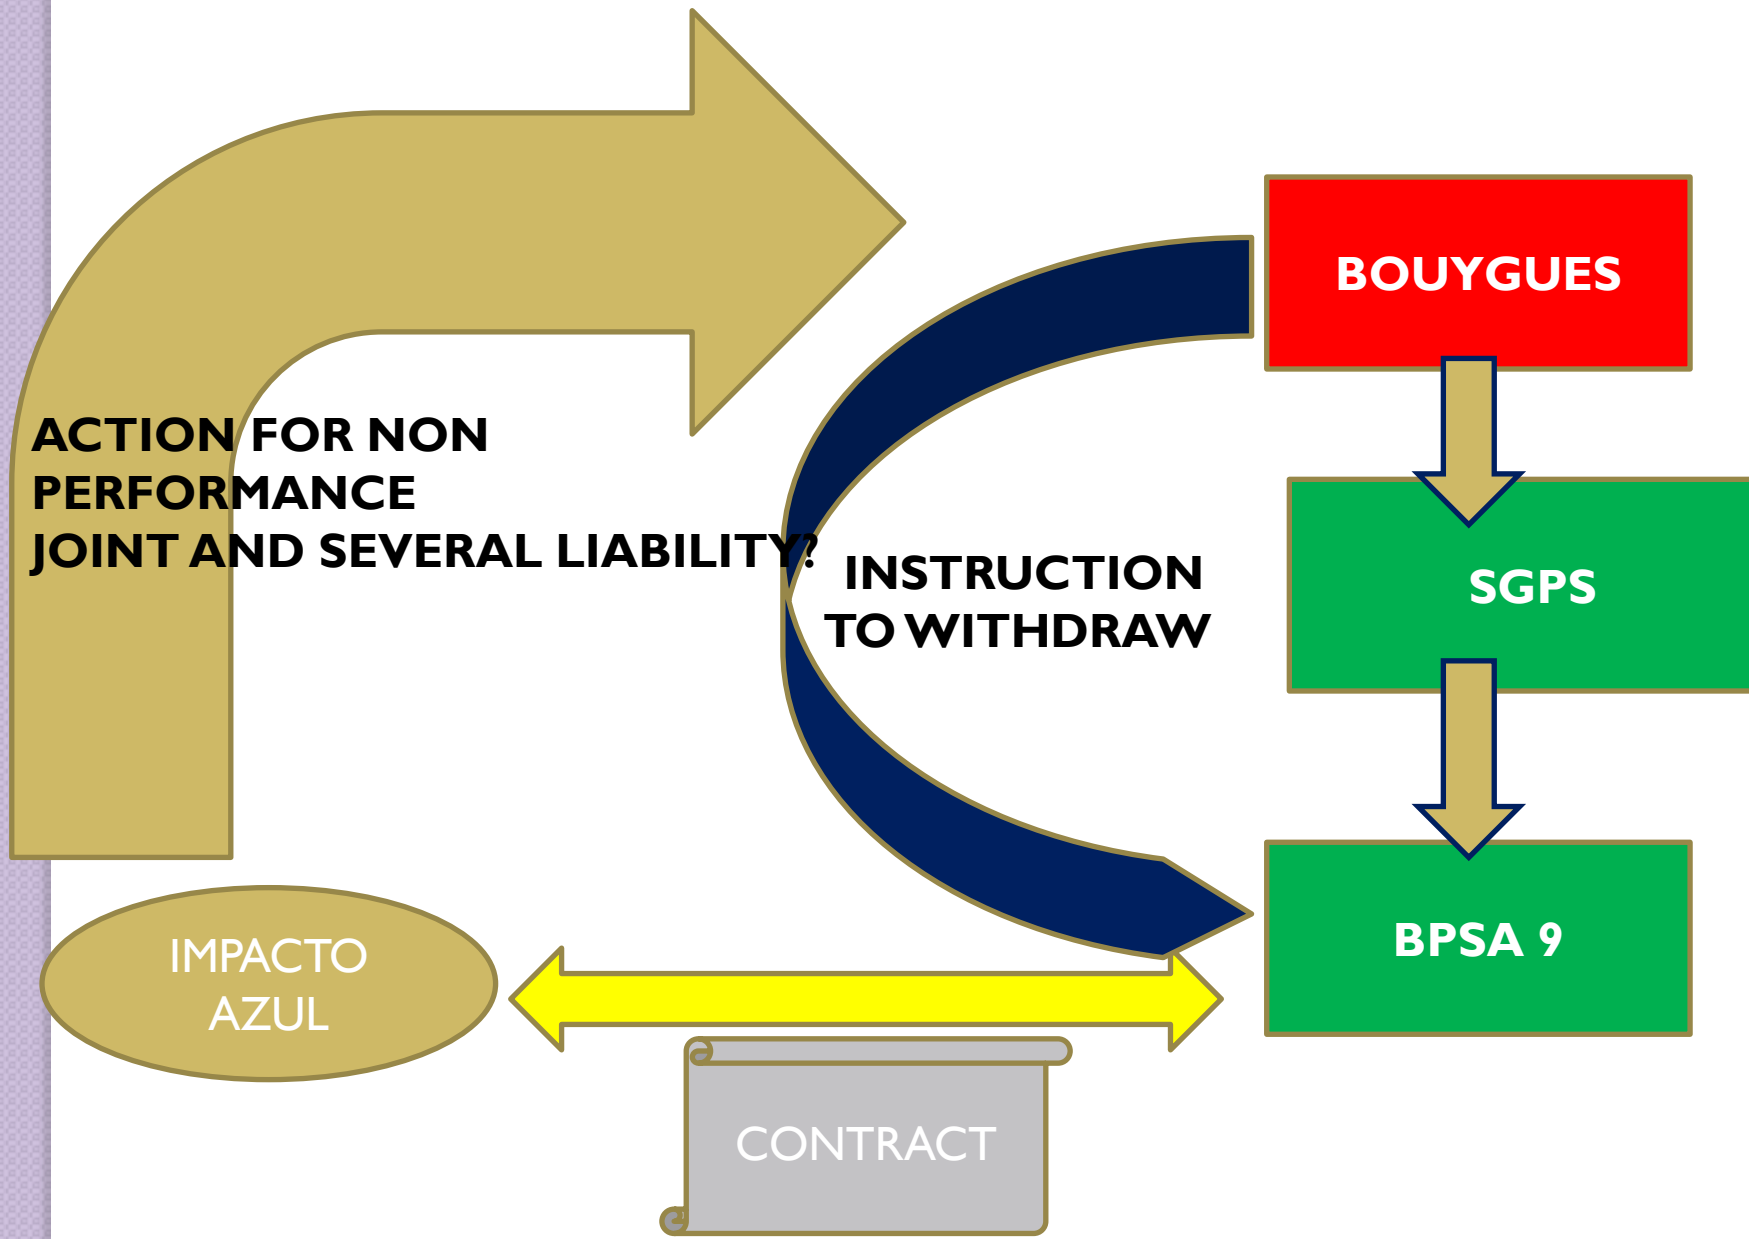 BOUYGUES
ACTION FOR NON
PERFORMANCE
JOINT AND SEVERAL LIABILITY?
INSTRUCTION
TO WITHDRAW
SGPS
BPSA 9
IMPACTO
AZUL
CONTRACT